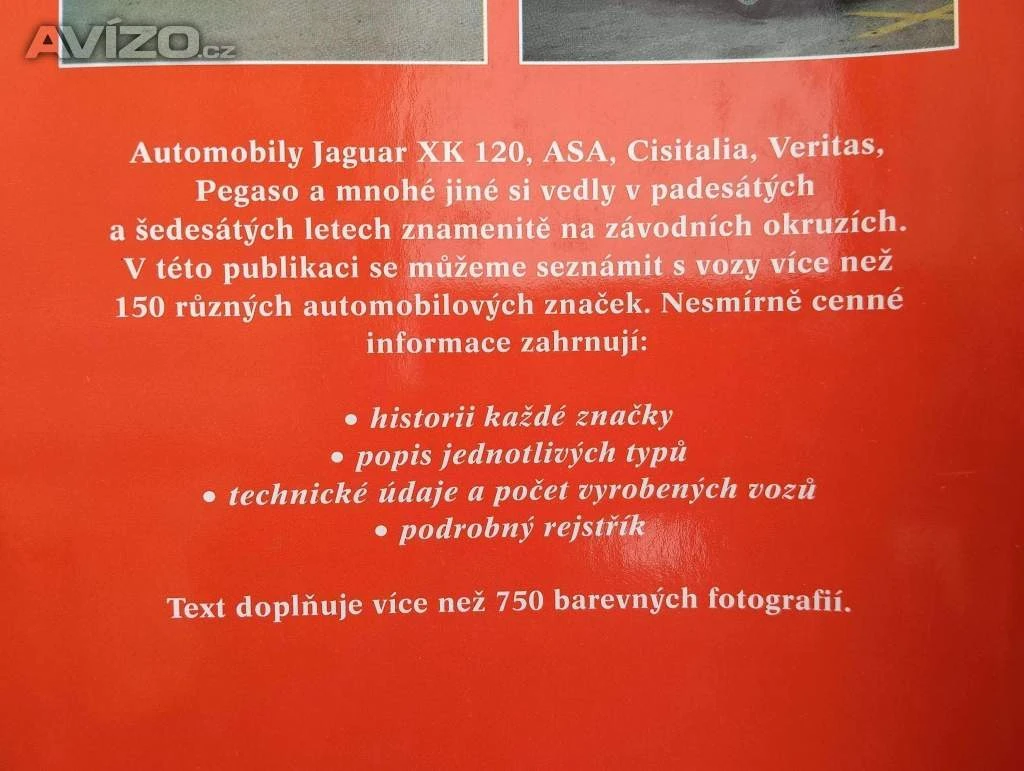 AVÍZO.cz
Automobily Jaguar XK 120, ASA, Cisitalia, Veritas,
Pegaso a mnohé jiné si vedly v padesátých
a šedesátých letech znamenitě na závodních okruzích.
V této publikaci se můžeme seznámit s vozy více než
150 různých automobilových značek. Nesmírně cenné
informace zahrnují:
• historii každé značky
• popis jednotlivých typů
• technické údaje a počet vyrobených vozů
• podrobný rejstřík
Text doplňuje více než 750 barevných fotografií.